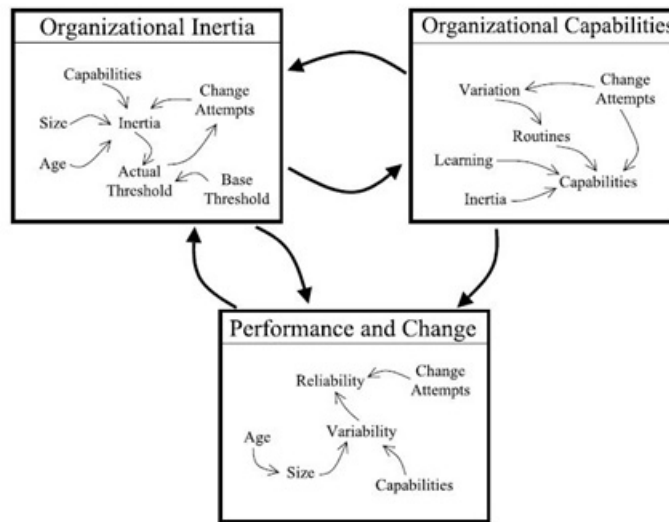 Organizational Inertia
Capabilities
Change
Attempts
Size
Inertia
Age
Actual
Threshold
Base
Threshold
Organizational Capabilities
Variation
Change
Attempts
Routines
Learning
Capabilities
Inertia
Performance and Change
Reliability
Change
Attempts
Variability
Age
Size
Capabilities